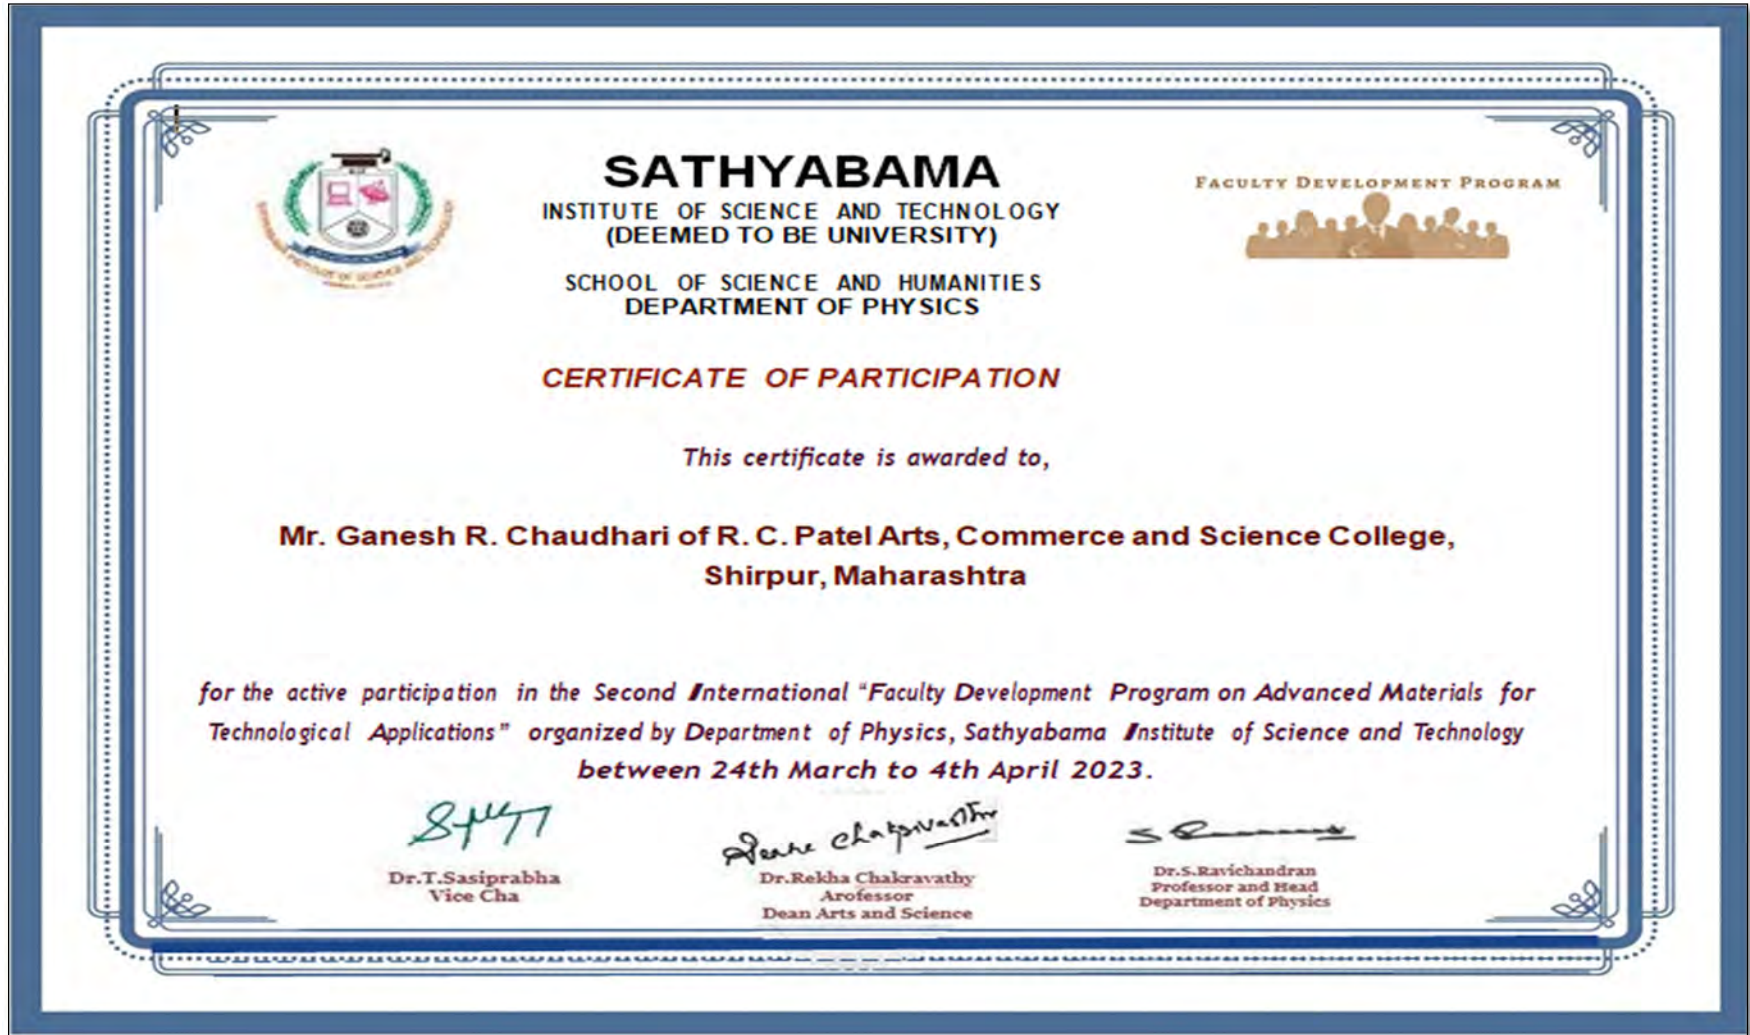 SATHYABAMA
INSTITUTE OF SCIENCE AND TECHNOLOGY
(DEEMED TO BE UNIVERSITY)
SCHOOL OF SCIENCE AND HUMANITIES
DEPARTMENT OF PHYSICS
FACULTY DEVELOPMENT PROGRAM
CERTIFICATE OF PARTICIPATION
This certificate is awarded to,
Mr. Ganesh R. Chaudhari of R. C. Patel Arts, Commerce and Science College,
Shirpur, Maharashtra
for the active participation in the Second International “Faculty Development Program on Advanced Materials for
Technological Applications” organized by Department of Physics, Sathyabama Institute of Science and Technology
between 24th March to 4th April 2023.
Dr.T.Sasiprabha
Vice Cha
Dr.Rekha Chakravathy
Arofessor
Dean Arts and Science
Dr.S.Ravichandran
Professor and Head
Department of Physics